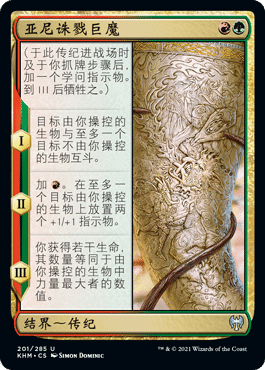 亚尼诛戮巨魔
（于此传纪进战场时
及于你抓牌步骤后，
加一个学问指示物。
到 III 后牺牲之。）
I
目标由你操控
的生物与至多一个
目标不由你操控
的生物互斗。
II
加 。在至多一
个目标由你操控
的生物上放置两
个 +1/+1 指示物。
III
你获得若干生命，
其数量等同于由
你操控的生物中
力量最大者的数
值。
结界～传纪
201/285 U
KHM • CS SIMON DOMINIC
™ & © 2021 Wizards of the Coast